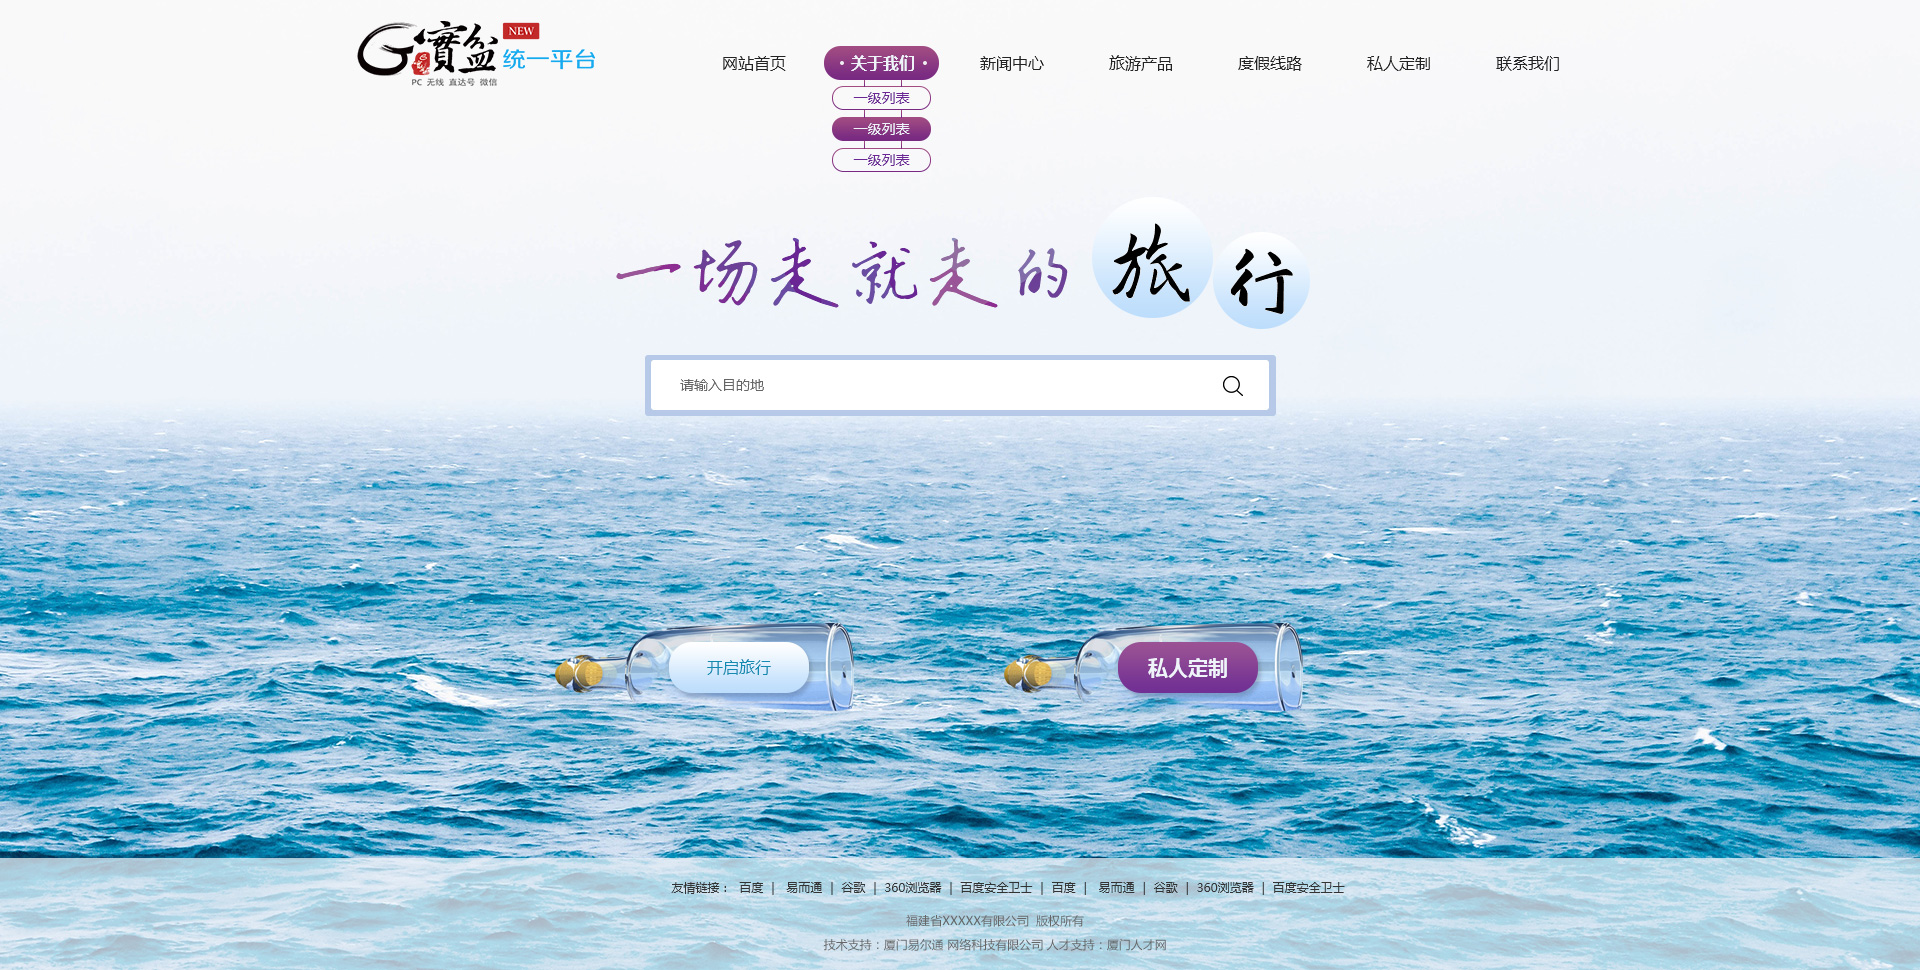 G實盆
NEW
统一平台
PC 无线 直达号 微信
网站首页 ·关于我们· 新闻中心 旅游产品 度假线路 私人定制 联系我们
一级列表
一级列表
一级列表
一场走就走的旅行
请输入目的地
开启旅行
私人定制
友情链接： 百度 | 易而通 | 谷歌 | 360浏览器 | 百度安全卫士 | 百度 | 易而通 | 谷歌 | 360浏览器 | 百度安全卫士
福建省XXXXX有限公司 版权所有
技术支持：厦门易尔通 网络科技有限公司 人才支持：厦门人才网